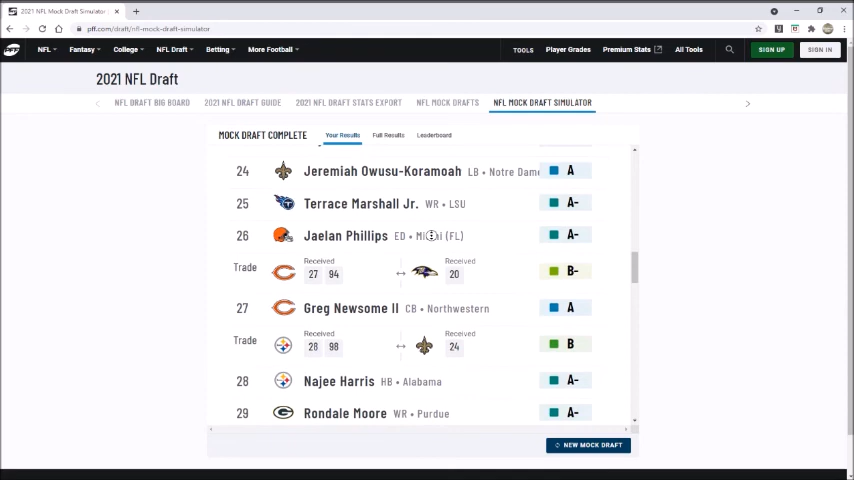 2021 NFL Draft Simulator | Mock
pff.com/draft/nfl-mock-draft-simulator
PFF NFL Fantasy College NFL Draft Betting More Football TOOLS Player Grades Premium Stats All Tools SIGN UP SIGN IN
2021 NFL Draft
NFL DRAFT BIG BOARD 2021 NFL DRAFT GUIDE 2021 NFL DRAFT STATS EXPORT NFL MOCK DRAFTS NFL MOCK DRAFT SIMULATOR
MOCK DRAFT COMPLETE Your Results Full Results Leaderboard
24 Jeremiah Owusu-Koramoah LB • Notre Dame A
25 Terrace Marshall Jr. WR • LSU A-
26 Jaelan Phillips ED • Miami (FL) A-
Trade Received 27 94 ↔ Received 20 B-
27 Greg Newsome II CB • Northwestern A
Trade Received 28 98 ↔ Received 24 B
28 Najee Harris HB • Alabama A-
29 Rondale Moore WR • Purdue A-
NEW MOCK DRAFT